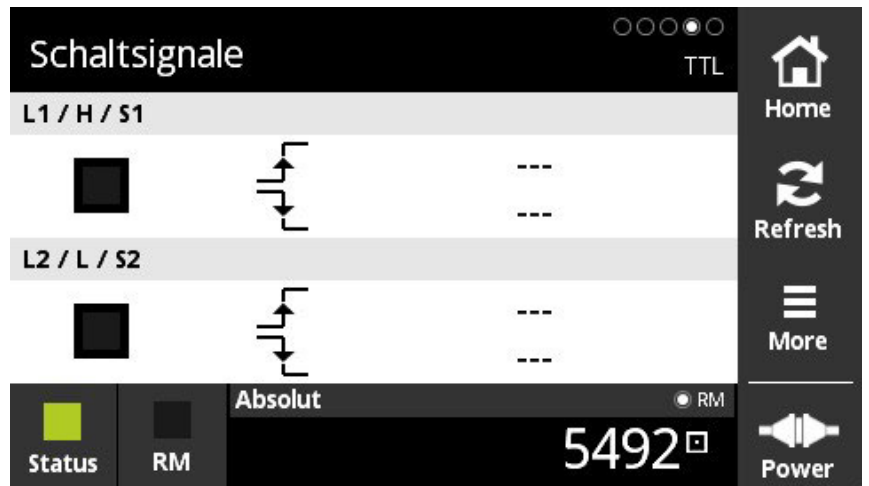 Schaltsignale
TTL
L1 / H / S1
---
---
L2 / L / S2
---
---
Status
RM
Absolut
RM
5492
Home
Refresh
More
Power